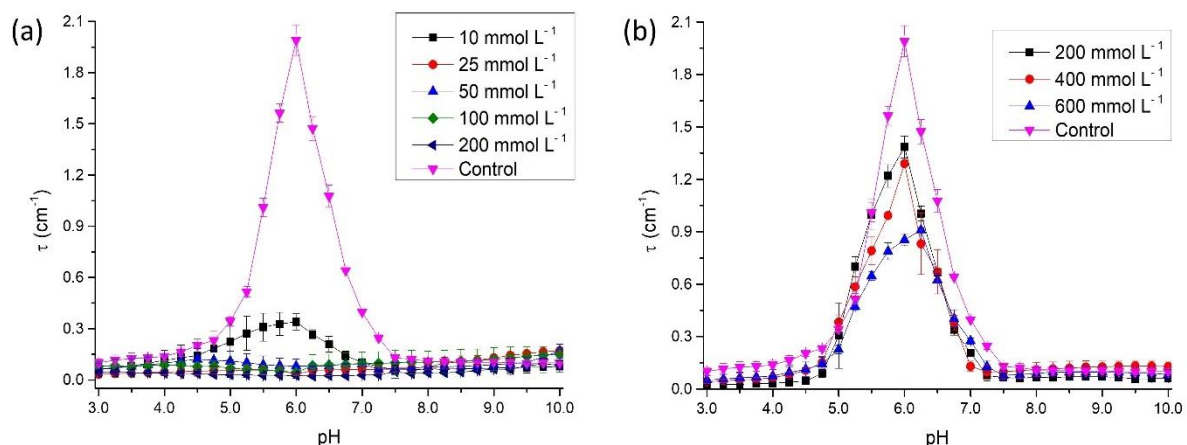 (a)
10 mmol L⁻¹
25 mmol L⁻¹
50 mmol L⁻¹
100 mmol L⁻¹
200 mmol L⁻¹
Control
2.1
1.8
1.5
1.2
0.9
0.6
0.3
0.0
τ (cm⁻¹)
3.0 4.0 5.0 6.0 7.0 8.0 9.0 10.0
pH
(b)
200 mmol L⁻¹
400 mmol L⁻¹
600 mmol L⁻¹
Control
2.1
1.8
1.5
1.2
0.9
0.6
0.3
0.0
τ (cm⁻¹)
3.0 4.0 5.0 6.0 7.0 8.0 9.0 10.0
pH